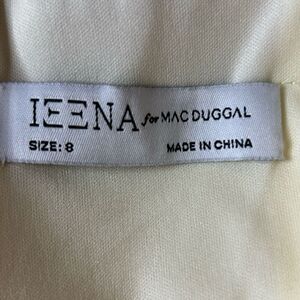 IEENA for MAC DUGGAL
SIZE: 8 MADE IN CHINA